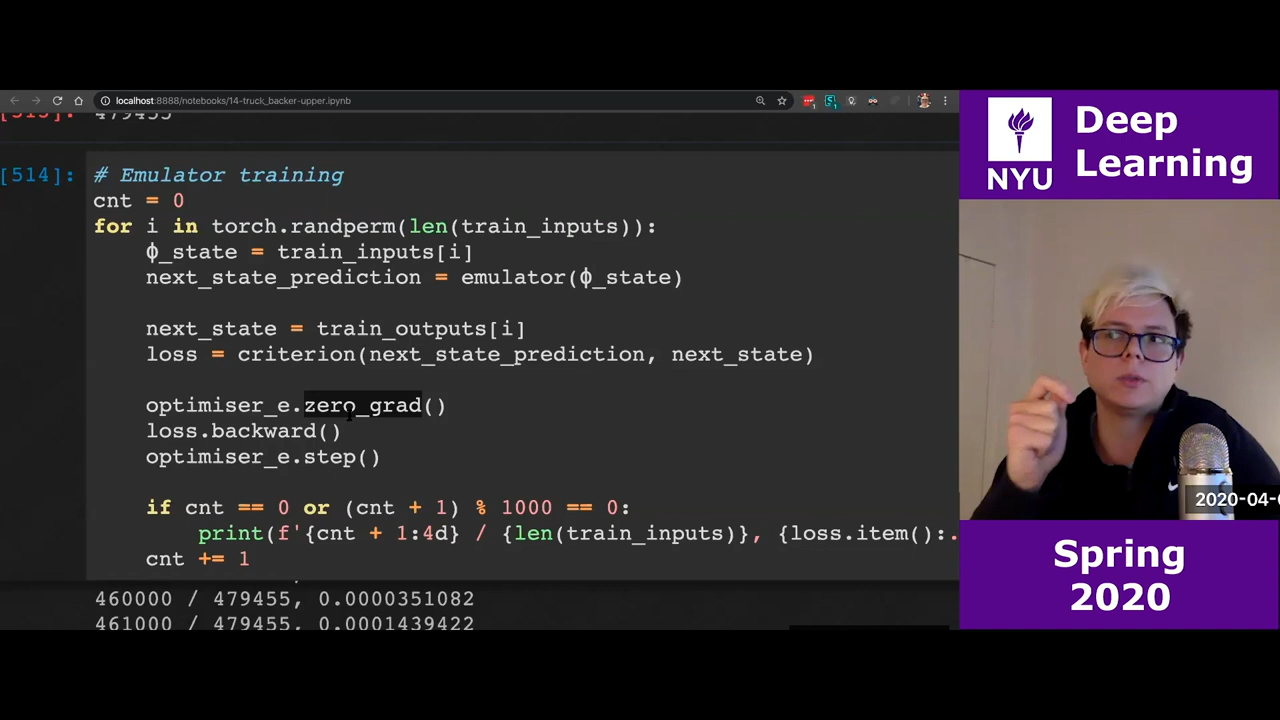 localhost:8888/notebooks/14-truck_backer-upper.ipynb
479455
[514]: # Emulator training
cnt = 0
for i in torch.randperm(len(train_inputs)):
ϕ_state = train_inputs[i]
next_state_prediction = emulator(ϕ_state)
next_state = train_outputs[i]
loss = criterion(next_state_prediction, next_state)
optimiser_e.zero_grad()
loss.backward()
optimiser_e.step()
if cnt == 0 or (cnt + 1) % 1000 == 0:
print(f'{cnt + 1:4d} / {len(train_inputs)}, {loss.item():.
cnt += 1
460000 / 479455, 0.0000351082
461000 / 479455, 0.0001439422
NYU
Deep
Learning
2020-04-0
Spring
2020